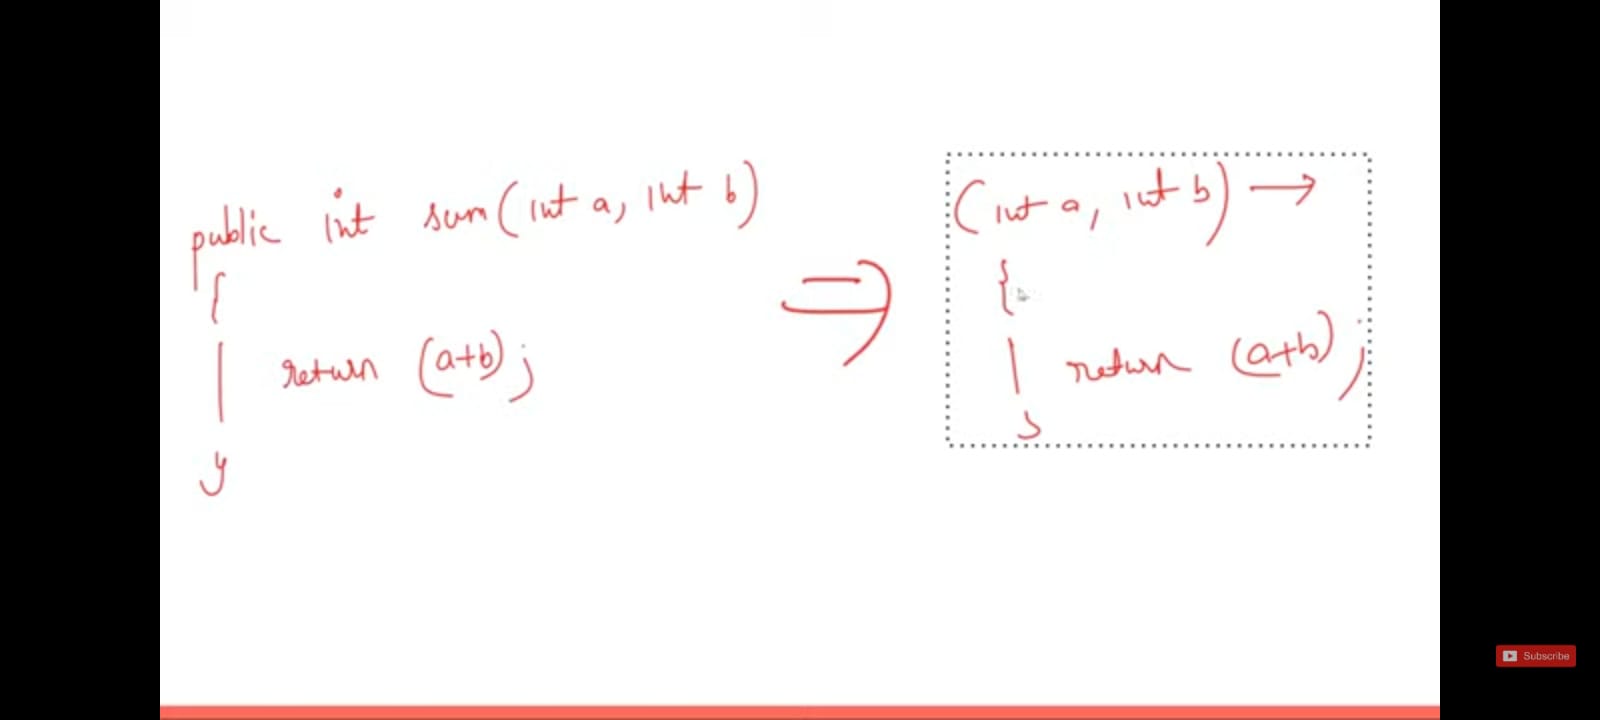 public int sum(int a, int b)
{
return (a+b);
}
⇒
(int a, int b) →
{
return (a+b);
}
Subscribe